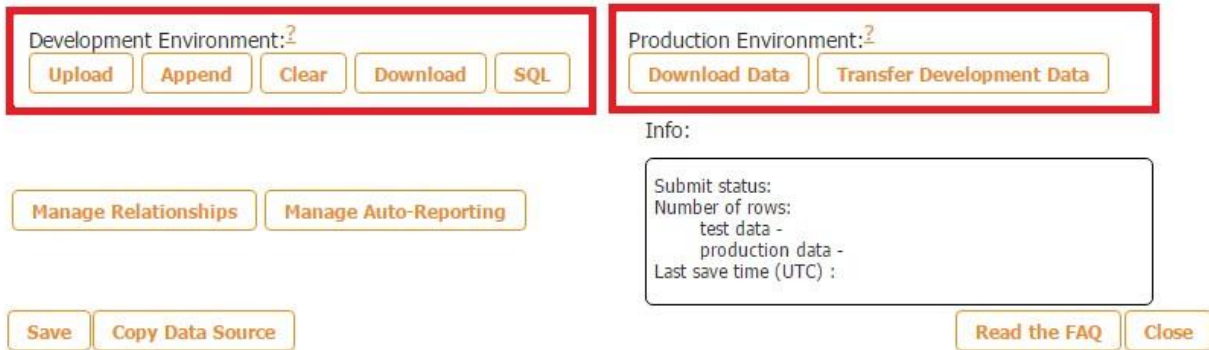 Development Environment:?
Upload Append Clear Download SQL
Production Environment:?
Download Data Transfer Development Data
Info:
Submit status:
Number of rows:
test data -
production data -
Last save time (UTC) :
Manage Relationships Manage Auto-Reporting
Save Copy Data Source
Read the FAQ Close